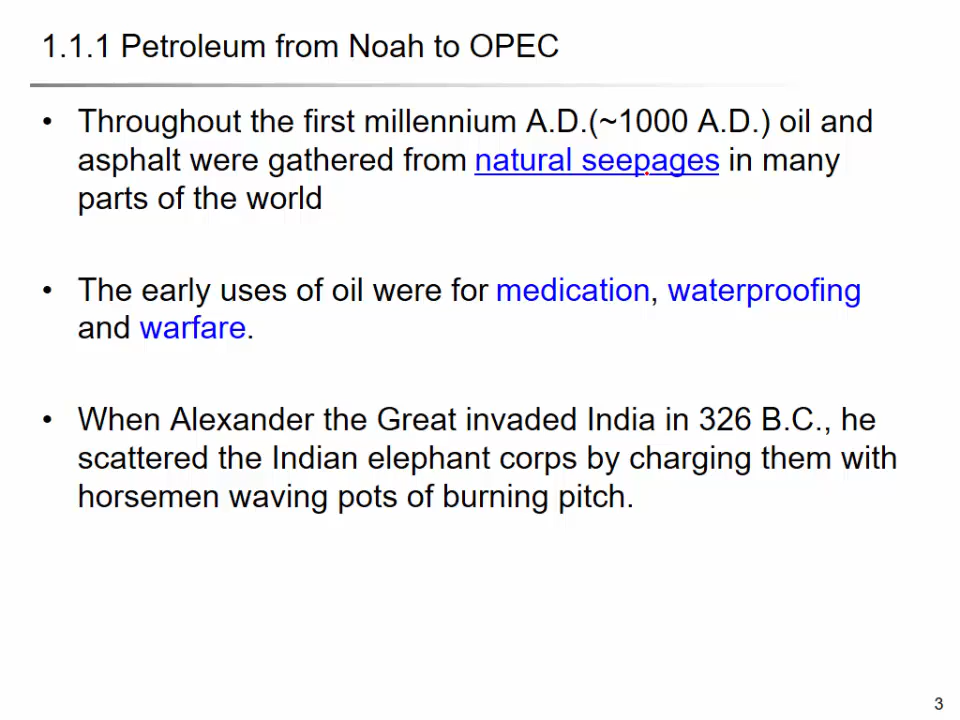 1.1.1 Petroleum from Noah to OPEC
• Throughout the first millennium A.D.(~1000 A.D.) oil and
asphalt were gathered from natural seepages in many
parts of the world
• The early uses of oil were for medication, waterproofing
and warfare.
• When Alexander the Great invaded India in 326 B.C., he
scattered the Indian elephant corps by charging them with
horsemen waving pots of burning pitch.
3